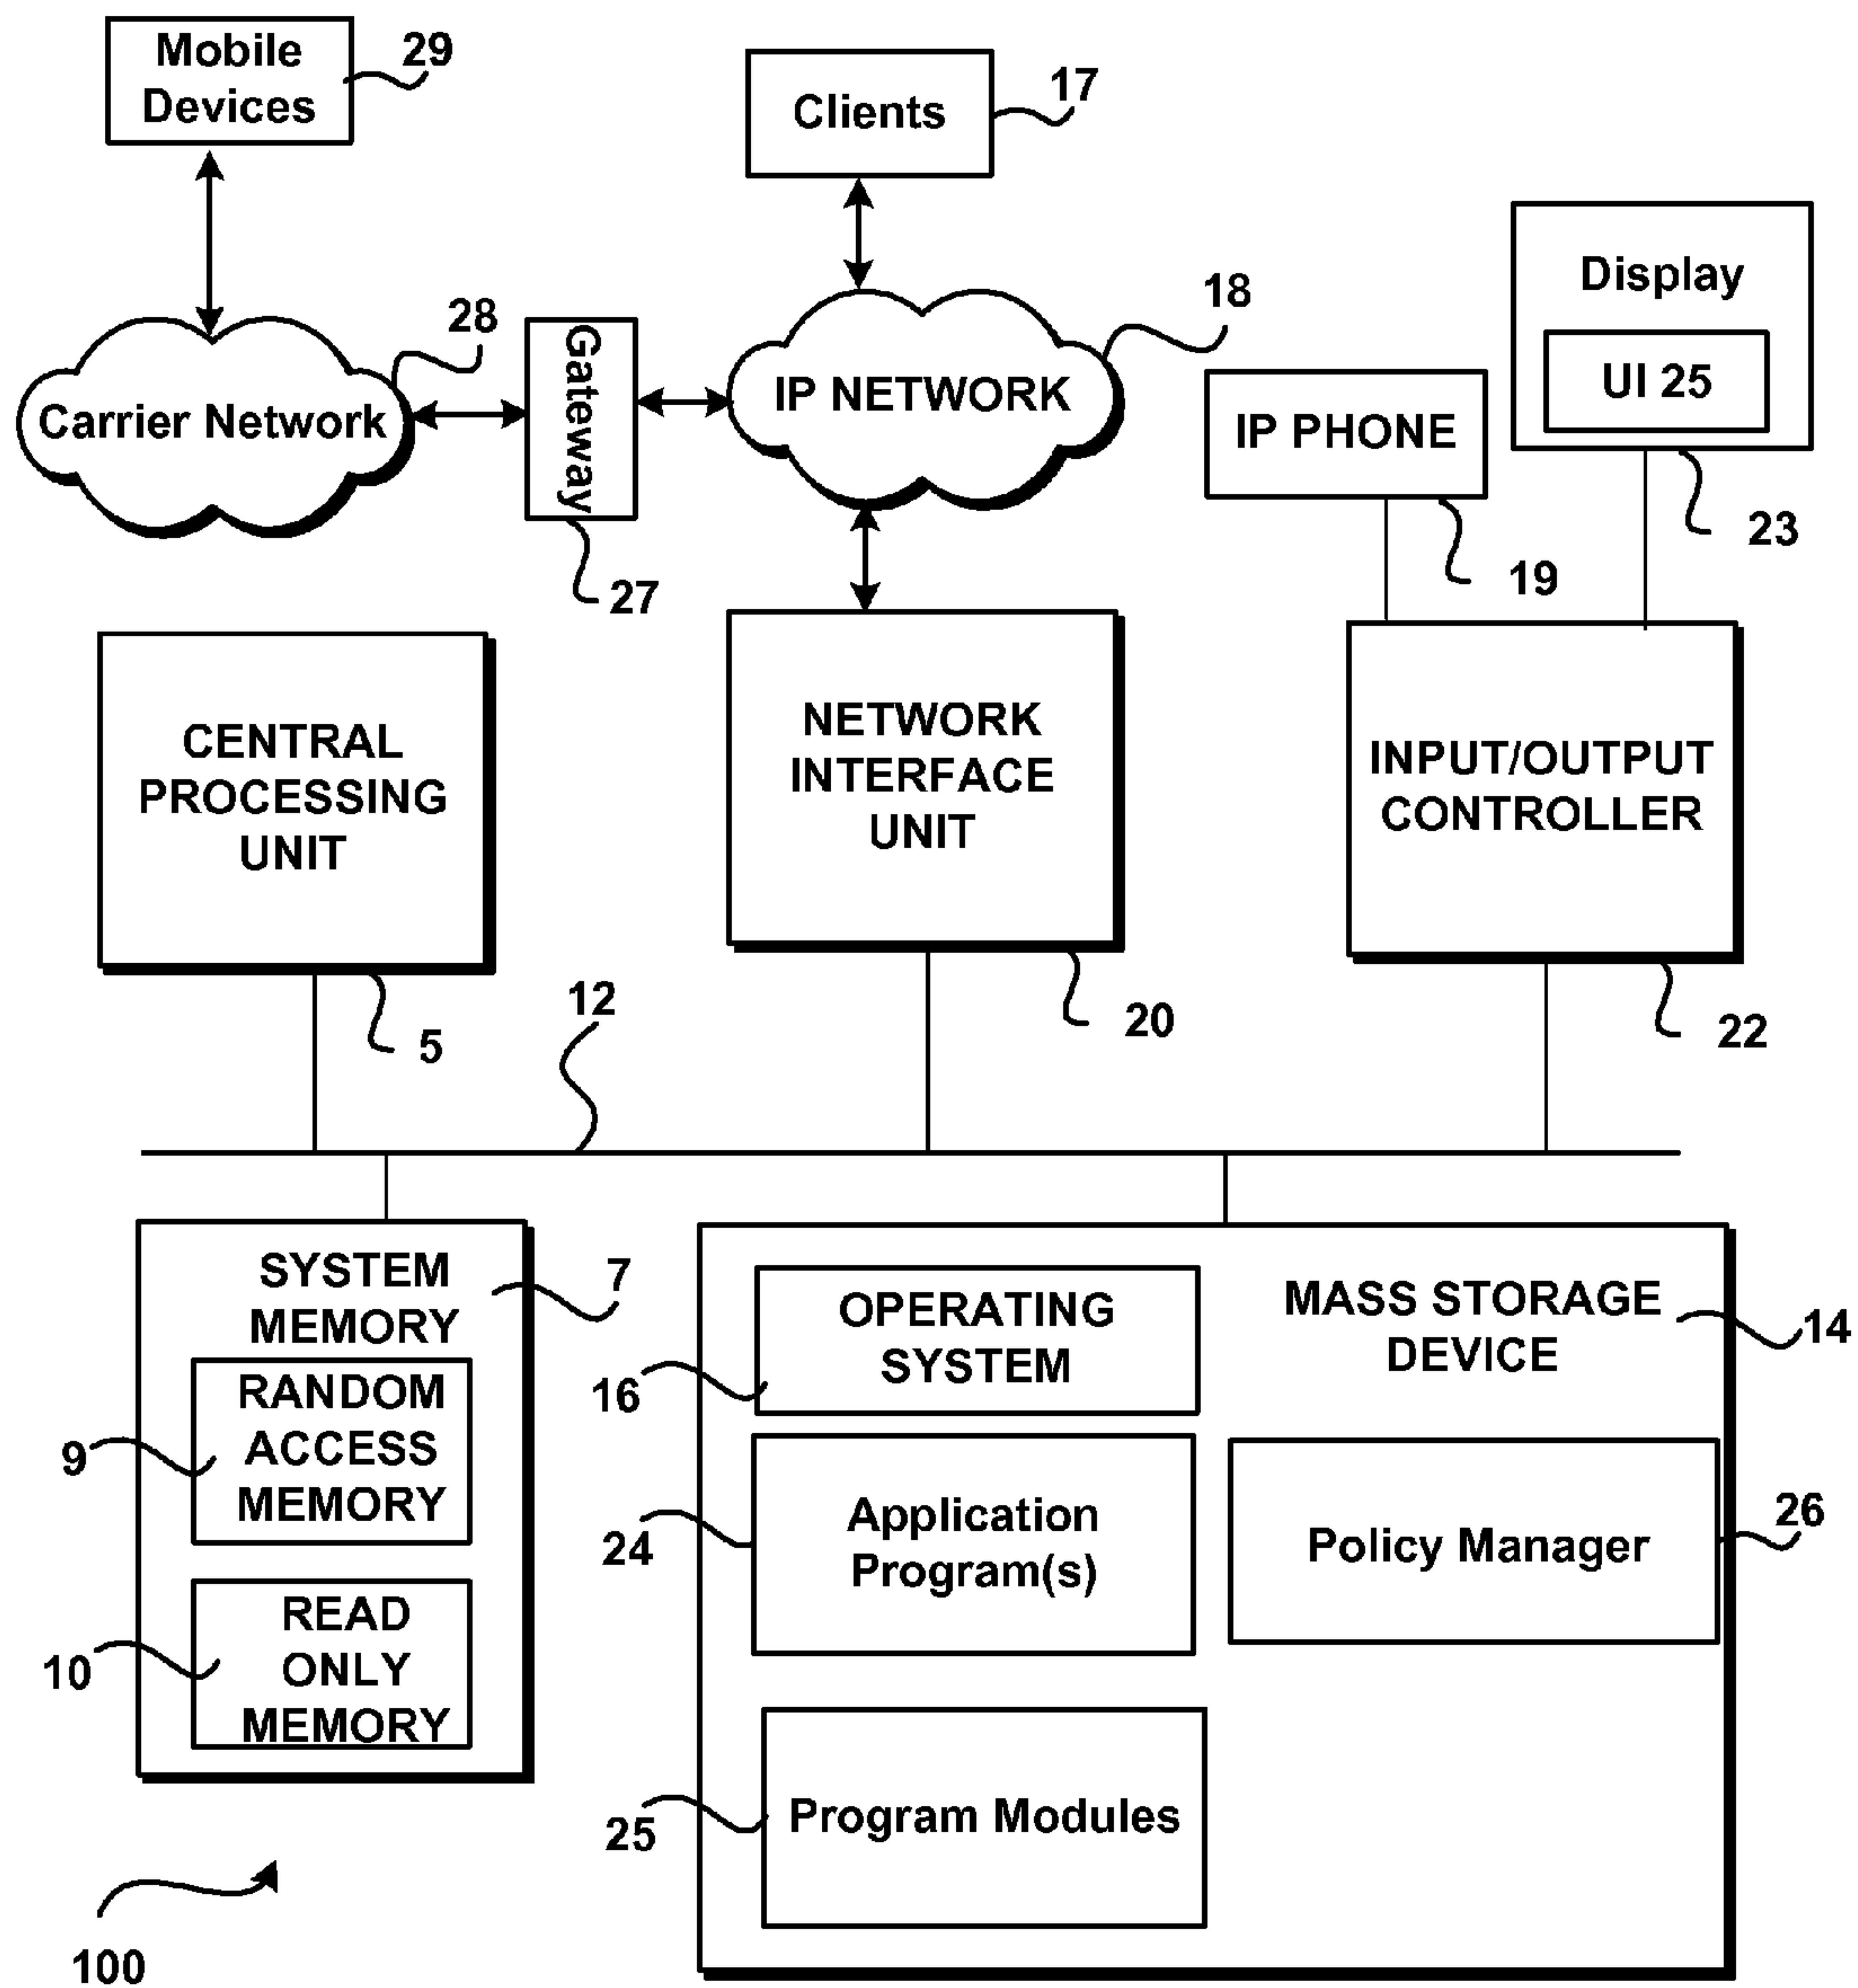 Mobile
Devices
29
Clients
17
Display
UI 25
23
28
Carrier Network
Gateway
27
IP NETWORK
18
IP PHONE
19
CENTRAL
PROCESSING
UNIT
5
NETWORK
INTERFACE
UNIT
20
INPUT/OUTPUT
CONTROLLER
22
12
SYSTEM
MEMORY
7
RANDOM
ACCESS
MEMORY
9
READ
ONLY
MEMORY
10
OPERATING
SYSTEM
16
MASS STORAGE
DEVICE
14
Application
Program(s)
24
Policy Manager
26
Program Modules
25
100